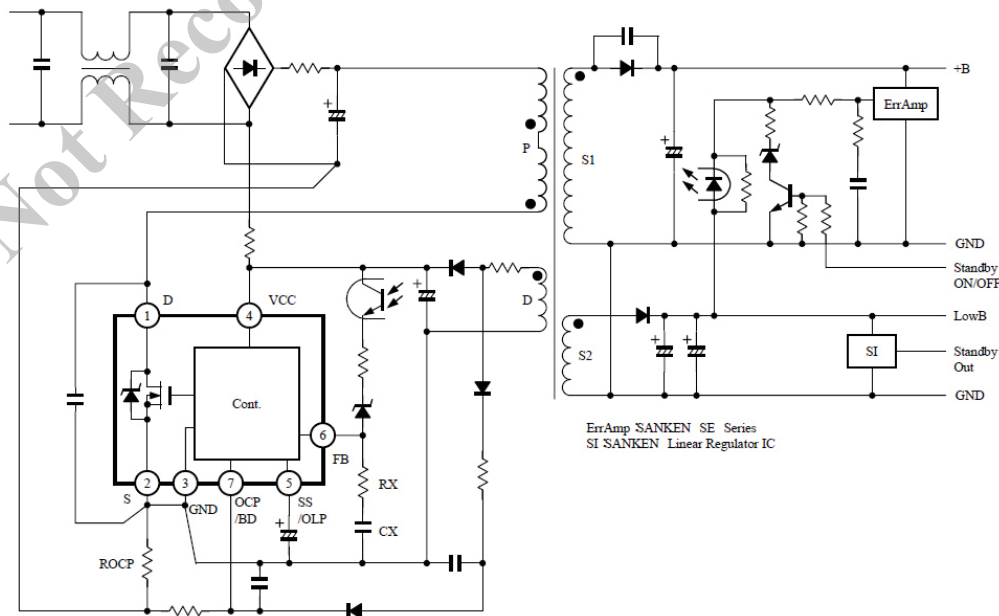 Not Reco
+B
ErrAmp
P
S1
GND
Standby
ON/OFF
D
VCC
D
LowB
1
4
S2
SI
Standby
Out
Cont.
GND
ErrAmp SANKEN SE Series
SI SANKEN Linear Regulator IC
6
FB
2
3
7
5
RX
S
GND
OCP
/BD
SS
/OLP
CX
ROCP